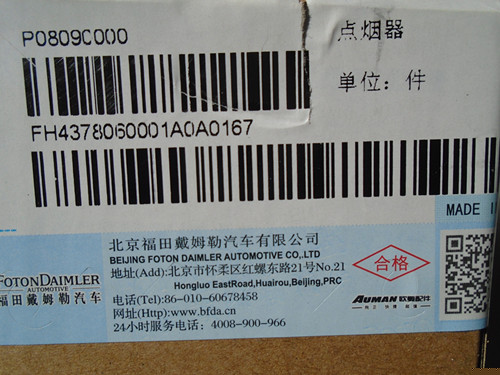 P0809C000
点烟器
单位：件
FH4378060001A0A0167
MADE
北京福田戴姆勒汽车有限公司
BEIJING FOTON DAIMLER AUTOMOTIVE CO.,LTD
地址(Add):北京市怀柔区红螺东路21号No.21
Hongluo EastRoad,Huairou,Beijing,PRC
电话(Tel):86-010-60678458
网址(Http):www.bfda.cn
24小时服务电话：4008-900-966
FOTONDAIMLER
AUTOMOTIVE
福田戴姆勒汽车
合格
AUMAN 欧曼配件